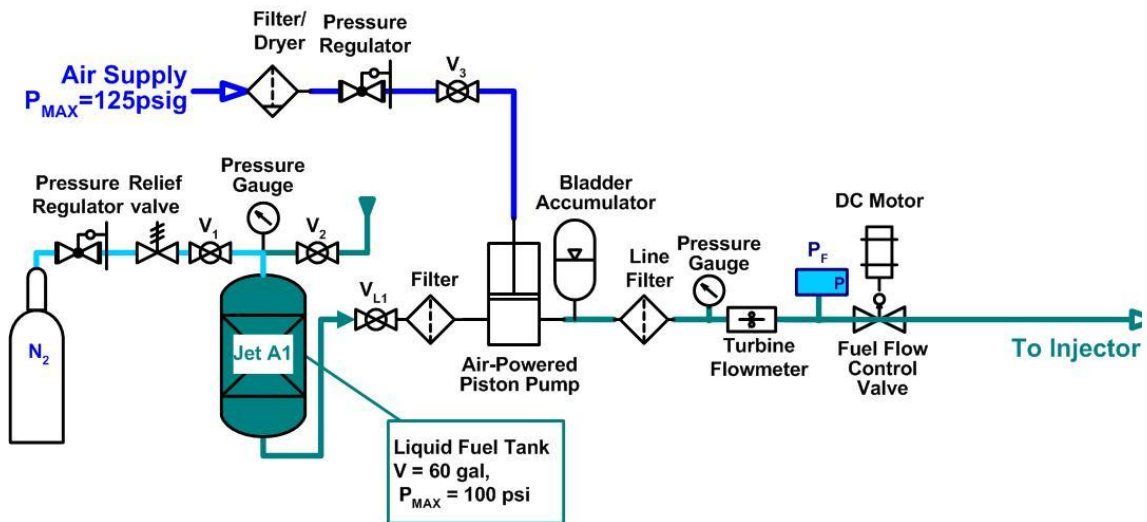 Filter/
Dryer
Pressure
Regulator
V3
Air Supply
PMAX=125psig
Pressure
Gauge
Pressure
Regulator
Relief
valve
V1
V2
N2
Jet A1
VL1
Filter
Air-Powered
Piston Pump
Bladder
Accumulator
Line
Filter
Pressure
Gauge
Turbine
Flowmeter
PF
P
DC Motor
Fuel Flow
Control
Valve
To Injector
Liquid Fuel Tank
V = 60 gal,
PMAX = 100 psi